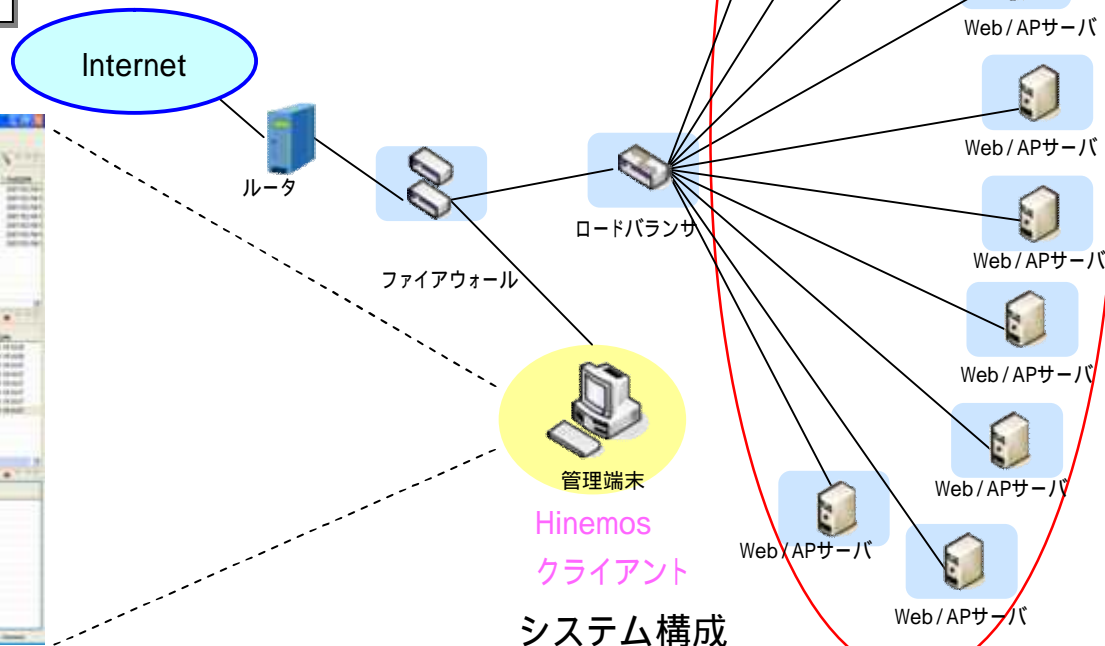 Web/APサーバ
Internet
Web/APサーバ
ルータ
ロードバランサ
Web/APサーバ
ファイアウォール
Web/APサーバ
管理端末
Web/APサーバ
Hinemos
クライアント
Web/APサーバ
Web/APサーバ
システム構成